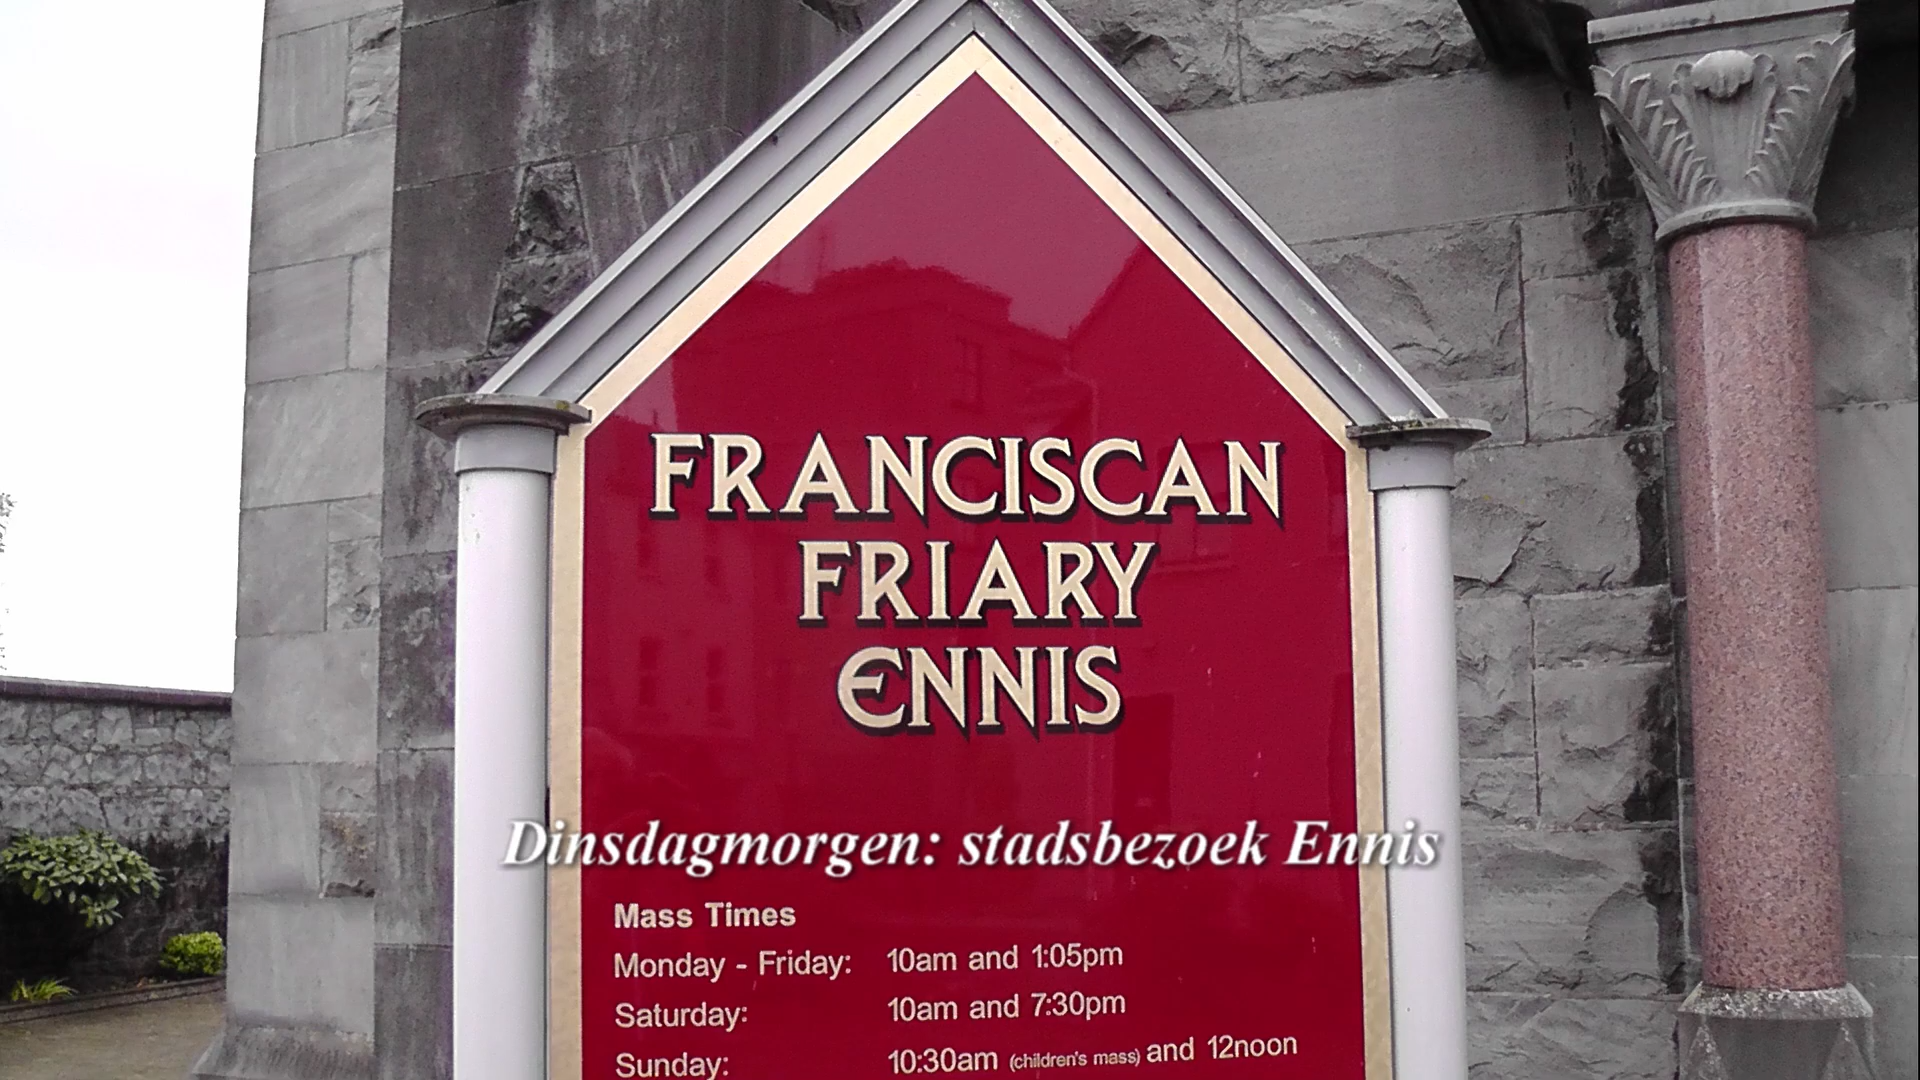 FRANCISCAN
FRIARY
ENNIS
Dinsdagmorgen: stadsbezoek Ennis
Mass Times
Monday - Friday: 10am and 1:05pm
Saturday: 10am and 7:30pm
Sunday: 10:30am (children's mass) and 12noon